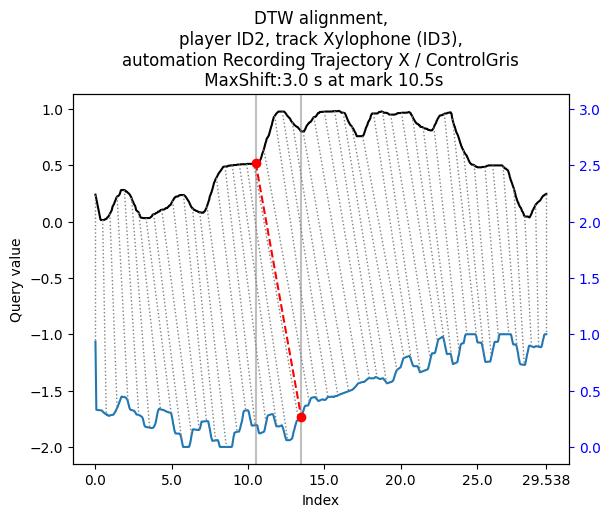 DTW alignment,
player ID2, track Xylophone (ID3),
automation Recording Trajectory X / ControlGris
MaxShift:3.0 s at mark 10.5s
1.0
0.5
0.0
−0.5
−1.0
−1.5
−2.0
Query value
3.0
2.5
2.0
1.5
1.0
0.5
0.0
0.0 5.0 10.0 15.0 20.0 25.0 29.538
Index